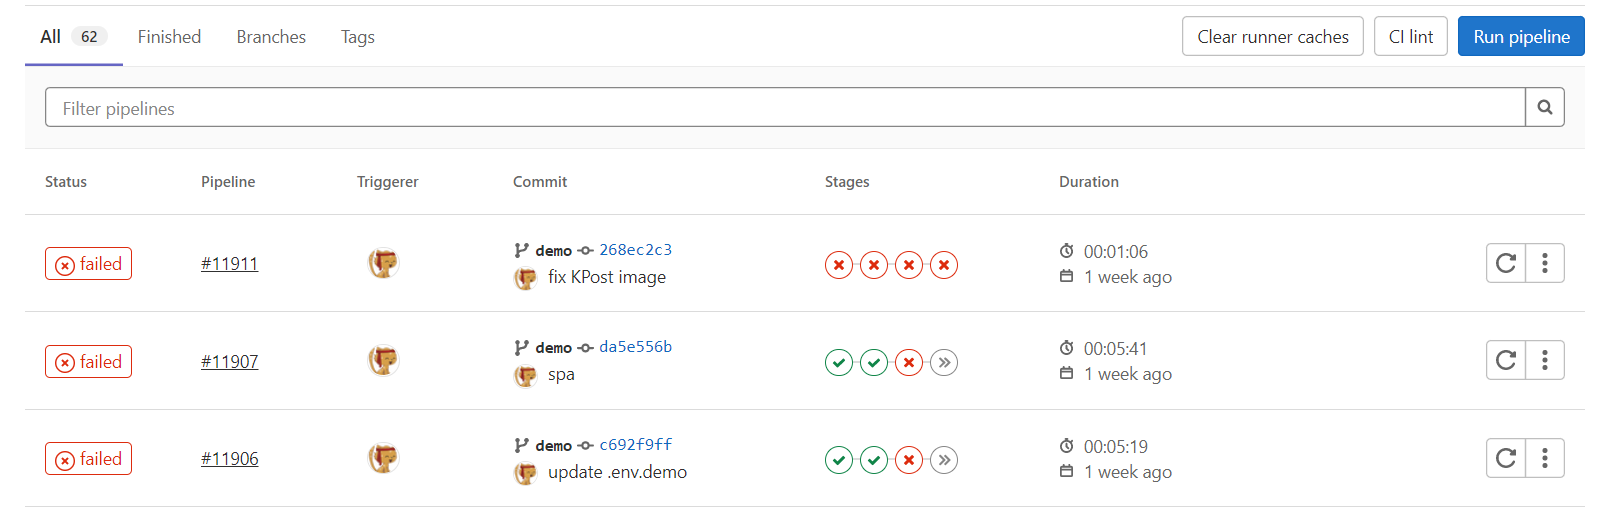 All 62 Finished Branches Tags Clear runner caches CI lint Run pipeline
Filter pipelines
Status Pipeline Triggerer Commit Stages Duration
failed #11911 demo 268ec2c3 00:01:06
fix KPost image 1 week ago
failed #11907 demo da5e556b 00:05:41
spa 1 week ago
failed #11906 demo c692f9ff 00:05:19
update .env.demo 1 week ago